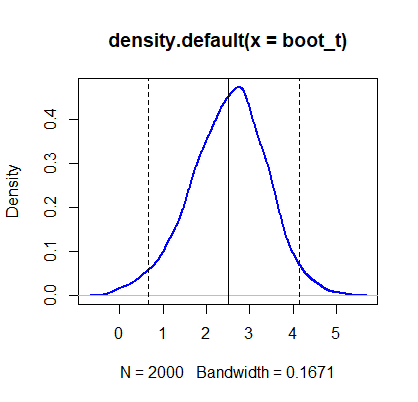 density.default(x = boot_t)
Density
0.0 0.1 0.2 0.3 0.4
0 1 2 3 4 5
N = 2000 Bandwidth = 0.1671